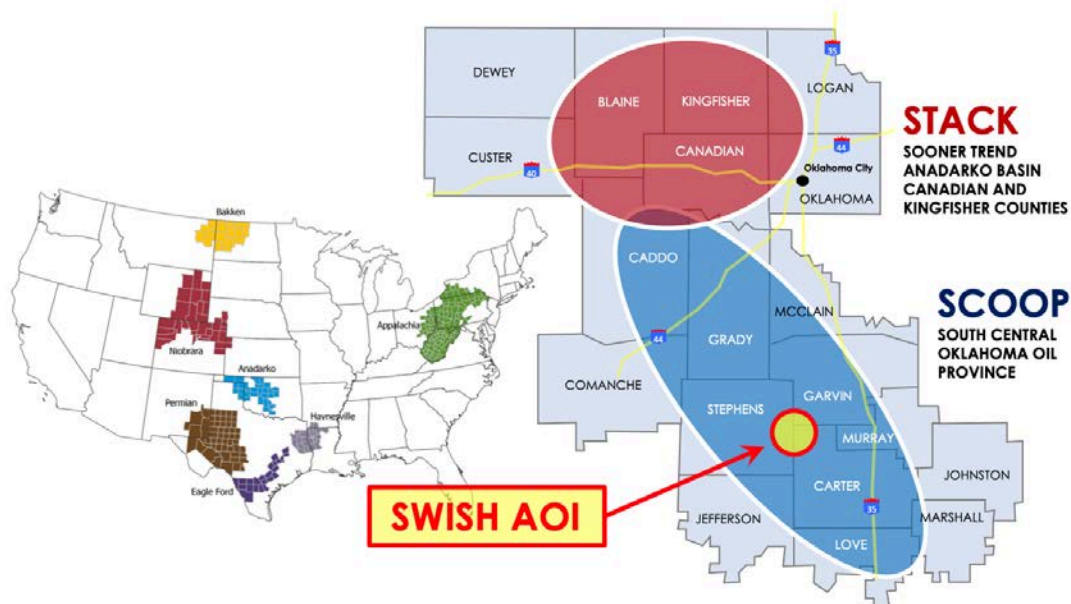 Bakken
Niobrara
Appalachia
Anadarko
Permian
Haynesville
Eagle Ford
DEWEY
BLAINE
KINGFISHER
LOGAN
35
CUSTER
CANADIAN
40
44
Oklahoma City
OKLAHOMA
STACK
SOONER TREND
ANADARKO BASIN
CANADIAN AND
KINGFISHER COUNTIES
CADDO
MCCLAIN
GRADY
44
COMANCHE
SCOOP
SOUTH CENTRAL
OKLAHOMA OIL
PROVINCE
STEPHENS
GARVIN
MURRAY
JOHNSTON
CARTER
35
MARSHALL
JEFFERSON
LOVE
SWISH AOI